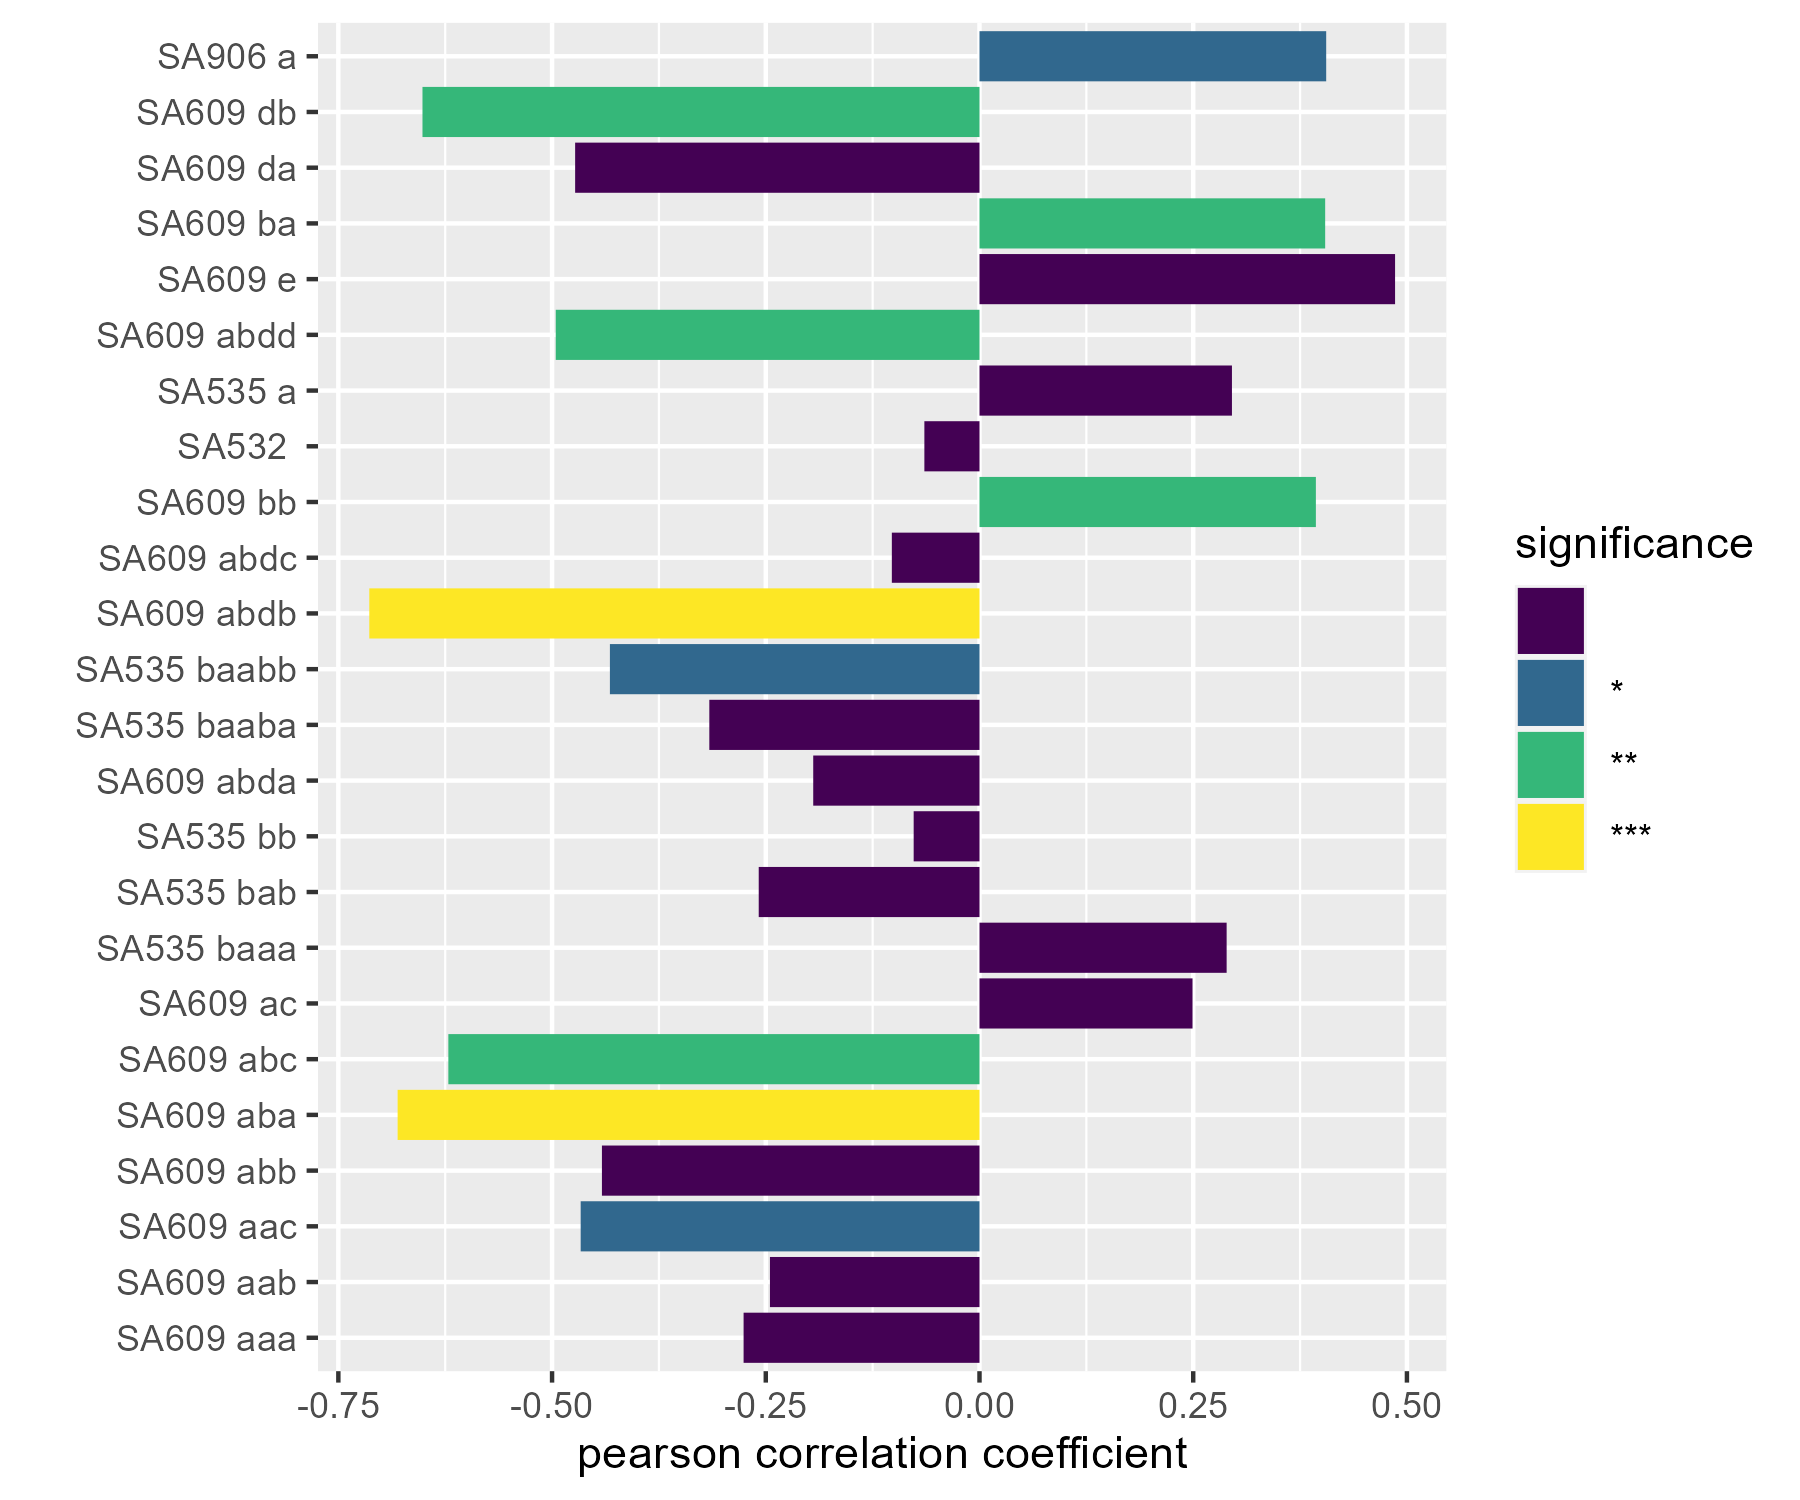 SA906 a
SA609 db
SA609 da
SA609 ba
SA609 e
SA609 abdd
SA535 a
SA532
SA609 bb
SA609 abdc
SA609 abdb
SA535 baabb
SA535 baaba
SA609 abda
SA535 bb
SA535 bab
SA535 baaa
SA609 ac
SA609 abc
SA609 aba
SA609 abb
SA609 aac
SA609 aab
SA609 aaa
-0.75 -0.50 -0.25 0.00 0.25 0.50
pearson correlation coefficient
significance
*
**
***